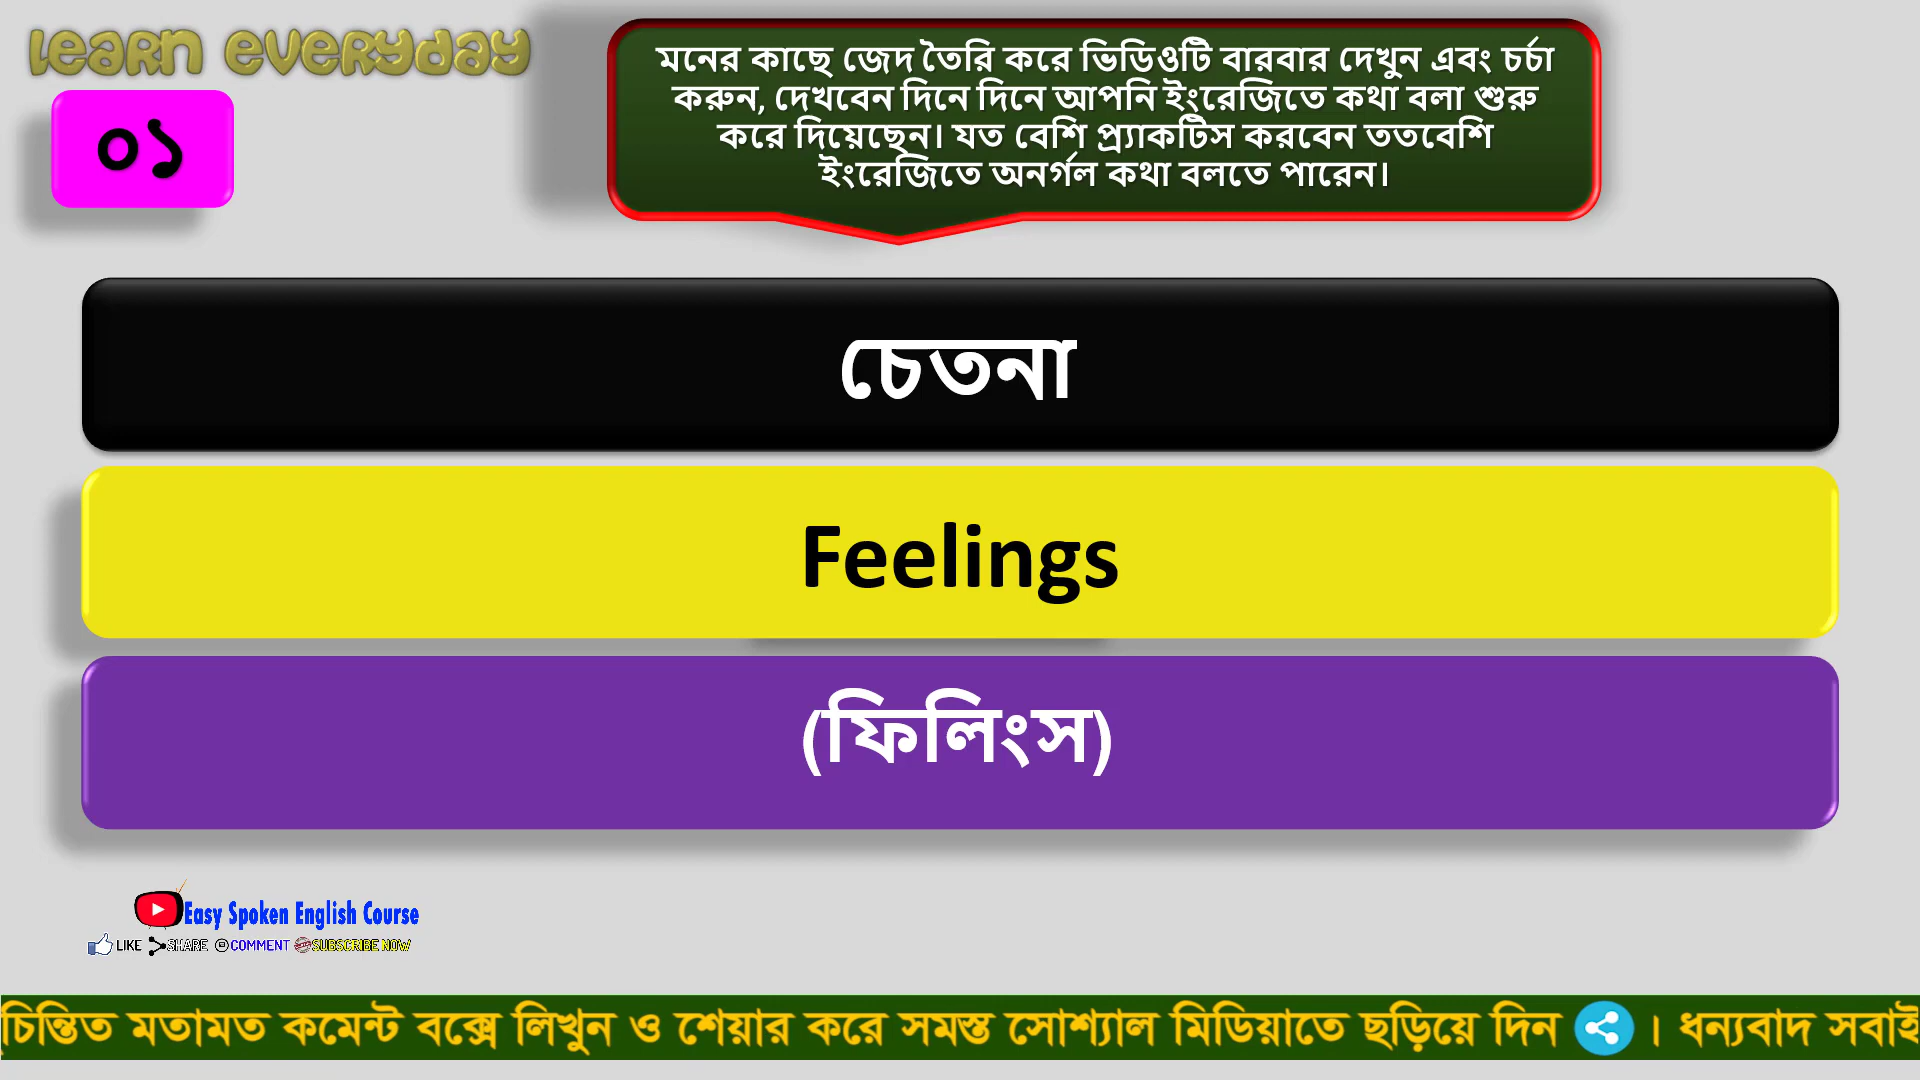 Learn Everyday
০১
মনের কাছে জেদ তৈরি করে ভিডিওটি বারবার দেখুন এবং চর্চা
করুন, দেখবেন দিনে দিনে আপনি ইংরেজিতে কথা বলা শুরু
করে দিয়েছেন। যত বেশি প্র্যাকটিস করবেন ততবেশি
ইংরেজিতে অনর্গল কথা বলতে পারেন।
চেতনা
Feelings
(ফিলিংস)
Easy Spoken English Course
LIKE SHARE COMMENT SUBSCRIBE NOW
চিন্তিত মতামত কমেন্ট বক্সে লিখুন ও শেয়ার করে সমস্ত সোশ্যাল মিডিয়াতে ছড়িয়ে দিন । ধন্যবাদ সবাই